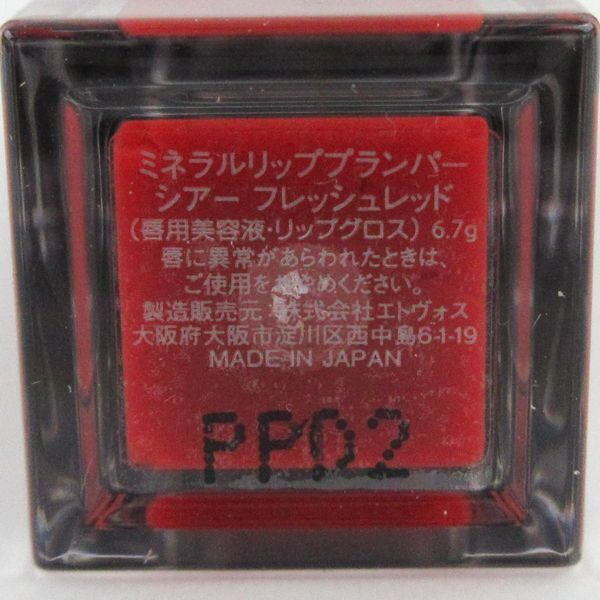 ミネラルリッププランパー
シアー フレッシュレッド
(唇用美容液・リップグロス) 6.7g
唇に異常があらわれたときは、
ご使用をおやめください。
製造販売元 株式会社エトヴォス
大阪府大阪市淀川区西中島6-1-19
MADE IN JAPAN
PPD2